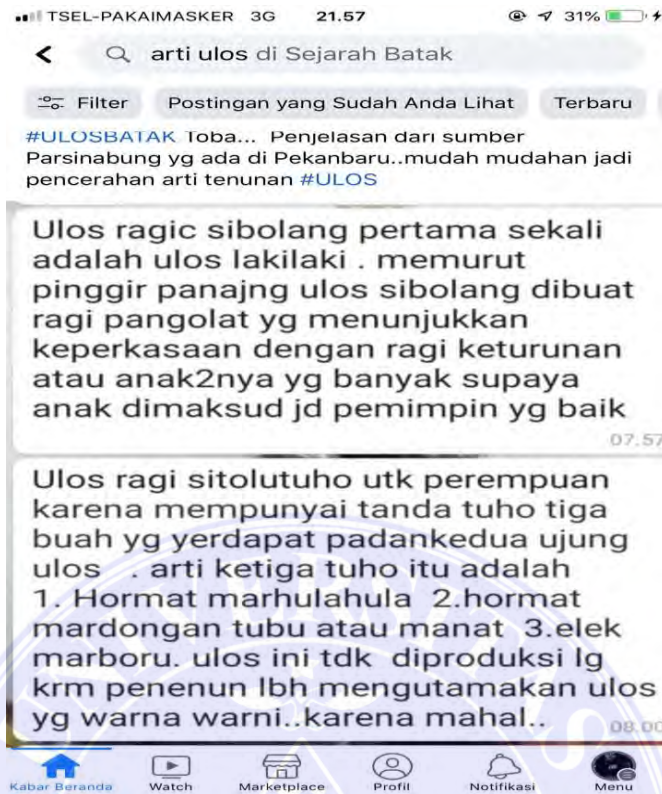 TSEL-PAKAIMASKER 3G 21.57 31%
arti ulos di Sejarah Batak
Filter Postingan yang Sudah Anda Lihat Terbaru
#ULOSBATAK Toba... Penjelasan dari sumber
Parsinabung yg ada di Pekanbaru..mudah mudahan jadi
pencerahan arti tenunan #ULOS
Ulos ragic sibolang pertama sekali
adalah ulos lakilaki . memurut
pinggir panajng ulos sibolang dibuat
ragi pangolat yg menunjukkan
keperkasaan dengan ragi keturunan
atau anak2nya yg banyak supaya
anak dimaksud jd pemimpin yg baik
07.57
Ulos ragi sitolutuho utk perempuan
karena mempunyai tanda tuho tiga
buah yg yerdapat padankedua ujung
ulos . arti ketiga tuho itu adalah
1. Hormat marhulahula 2.hormat
mardongan tubu atau manat 3.elek
marboru. ulos ini tdk diproduksi lg
krm penenun lbh mengutamakan ulos
yg warna warni..karena mahal..
08.00
Kabar Beranda Watch Marketplace Profil Notifikasi Menu